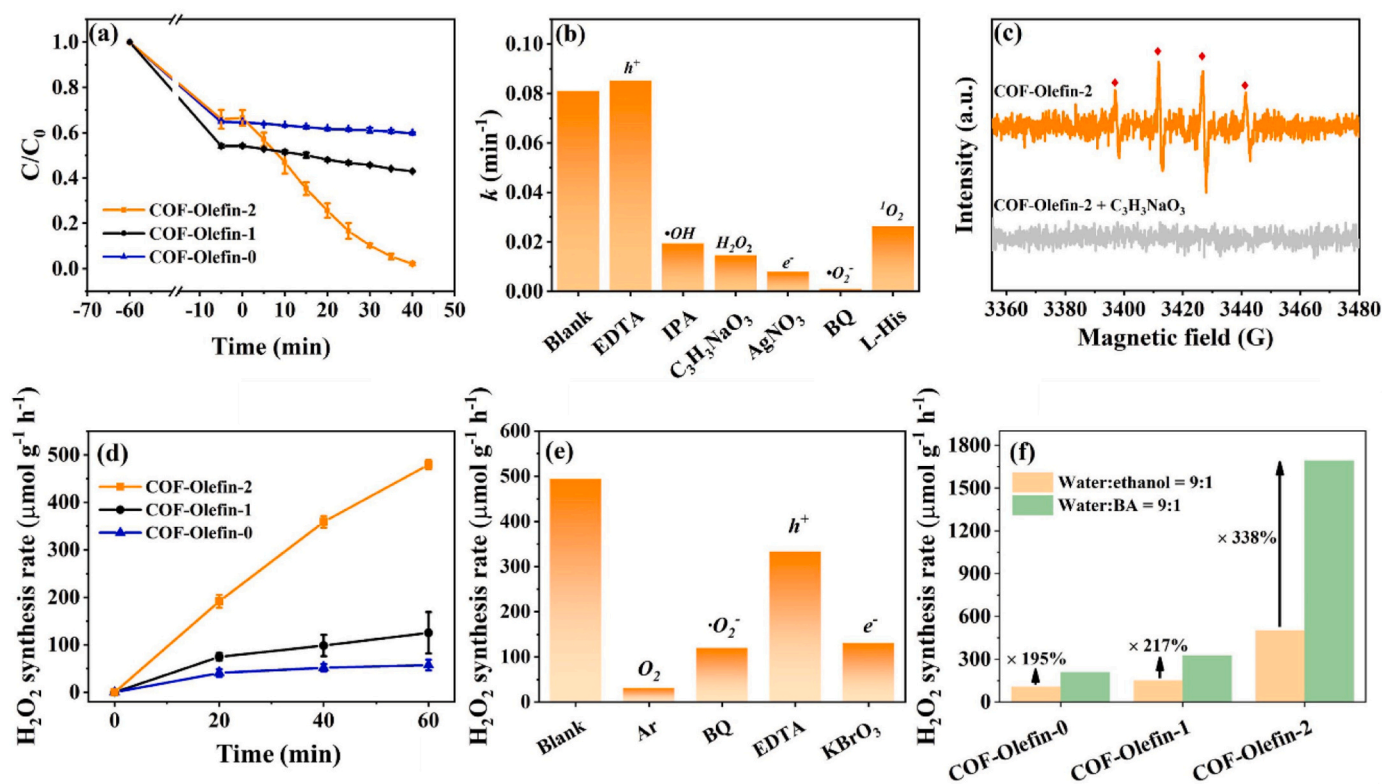 (a)
C/C₀
1.0
0.8
0.6
0.4
0.2
0.0
COF-Olefin-2
COF-Olefin-1
COF-Olefin-0
-70 -60 -10 0 10 20 30 40 50
Time (min)
(b)
k (min⁻¹)
0.10
0.08
0.06
0.04
0.02
0.00
h⁺
•OH
H₂O₂
e⁻
•O₂⁻
¹O₂
Blank
EDTA
IPA
C₃H₃NaO₃
AgNO₃
BQ
L-His
(c)
Intensity (a.u.)
COF-Olefin-2
COF-Olefin-2 + C₃H₃NaO₃
3360 3390 3420 3450 3480
Magnetic field (G)
(d)
H₂O₂ synthesis rate (μmol g⁻¹ h⁻¹)
500
400
300
200
100
0
COF-Olefin-2
COF-Olefin-1
COF-Olefin-0
0 20 40 60
Time (min)
(e)
H₂O₂ synthesis rate (μmol g⁻¹ h⁻¹)
600
500
400
300
200
100
0
O₂
·O₂⁻
h⁺
e⁻
Blank
Ar
BQ
EDTA
KBrO₃
(f)
H₂O₂ synthesis rate (μmol g⁻¹ h⁻¹)
1800
1500
1200
900
600
300
0
Water:ethanol = 9:1
Water:BA = 9:1
× 195%
× 217%
× 338%
COF-Olefin-0
COF-Olefin-1
COF-Olefin-2